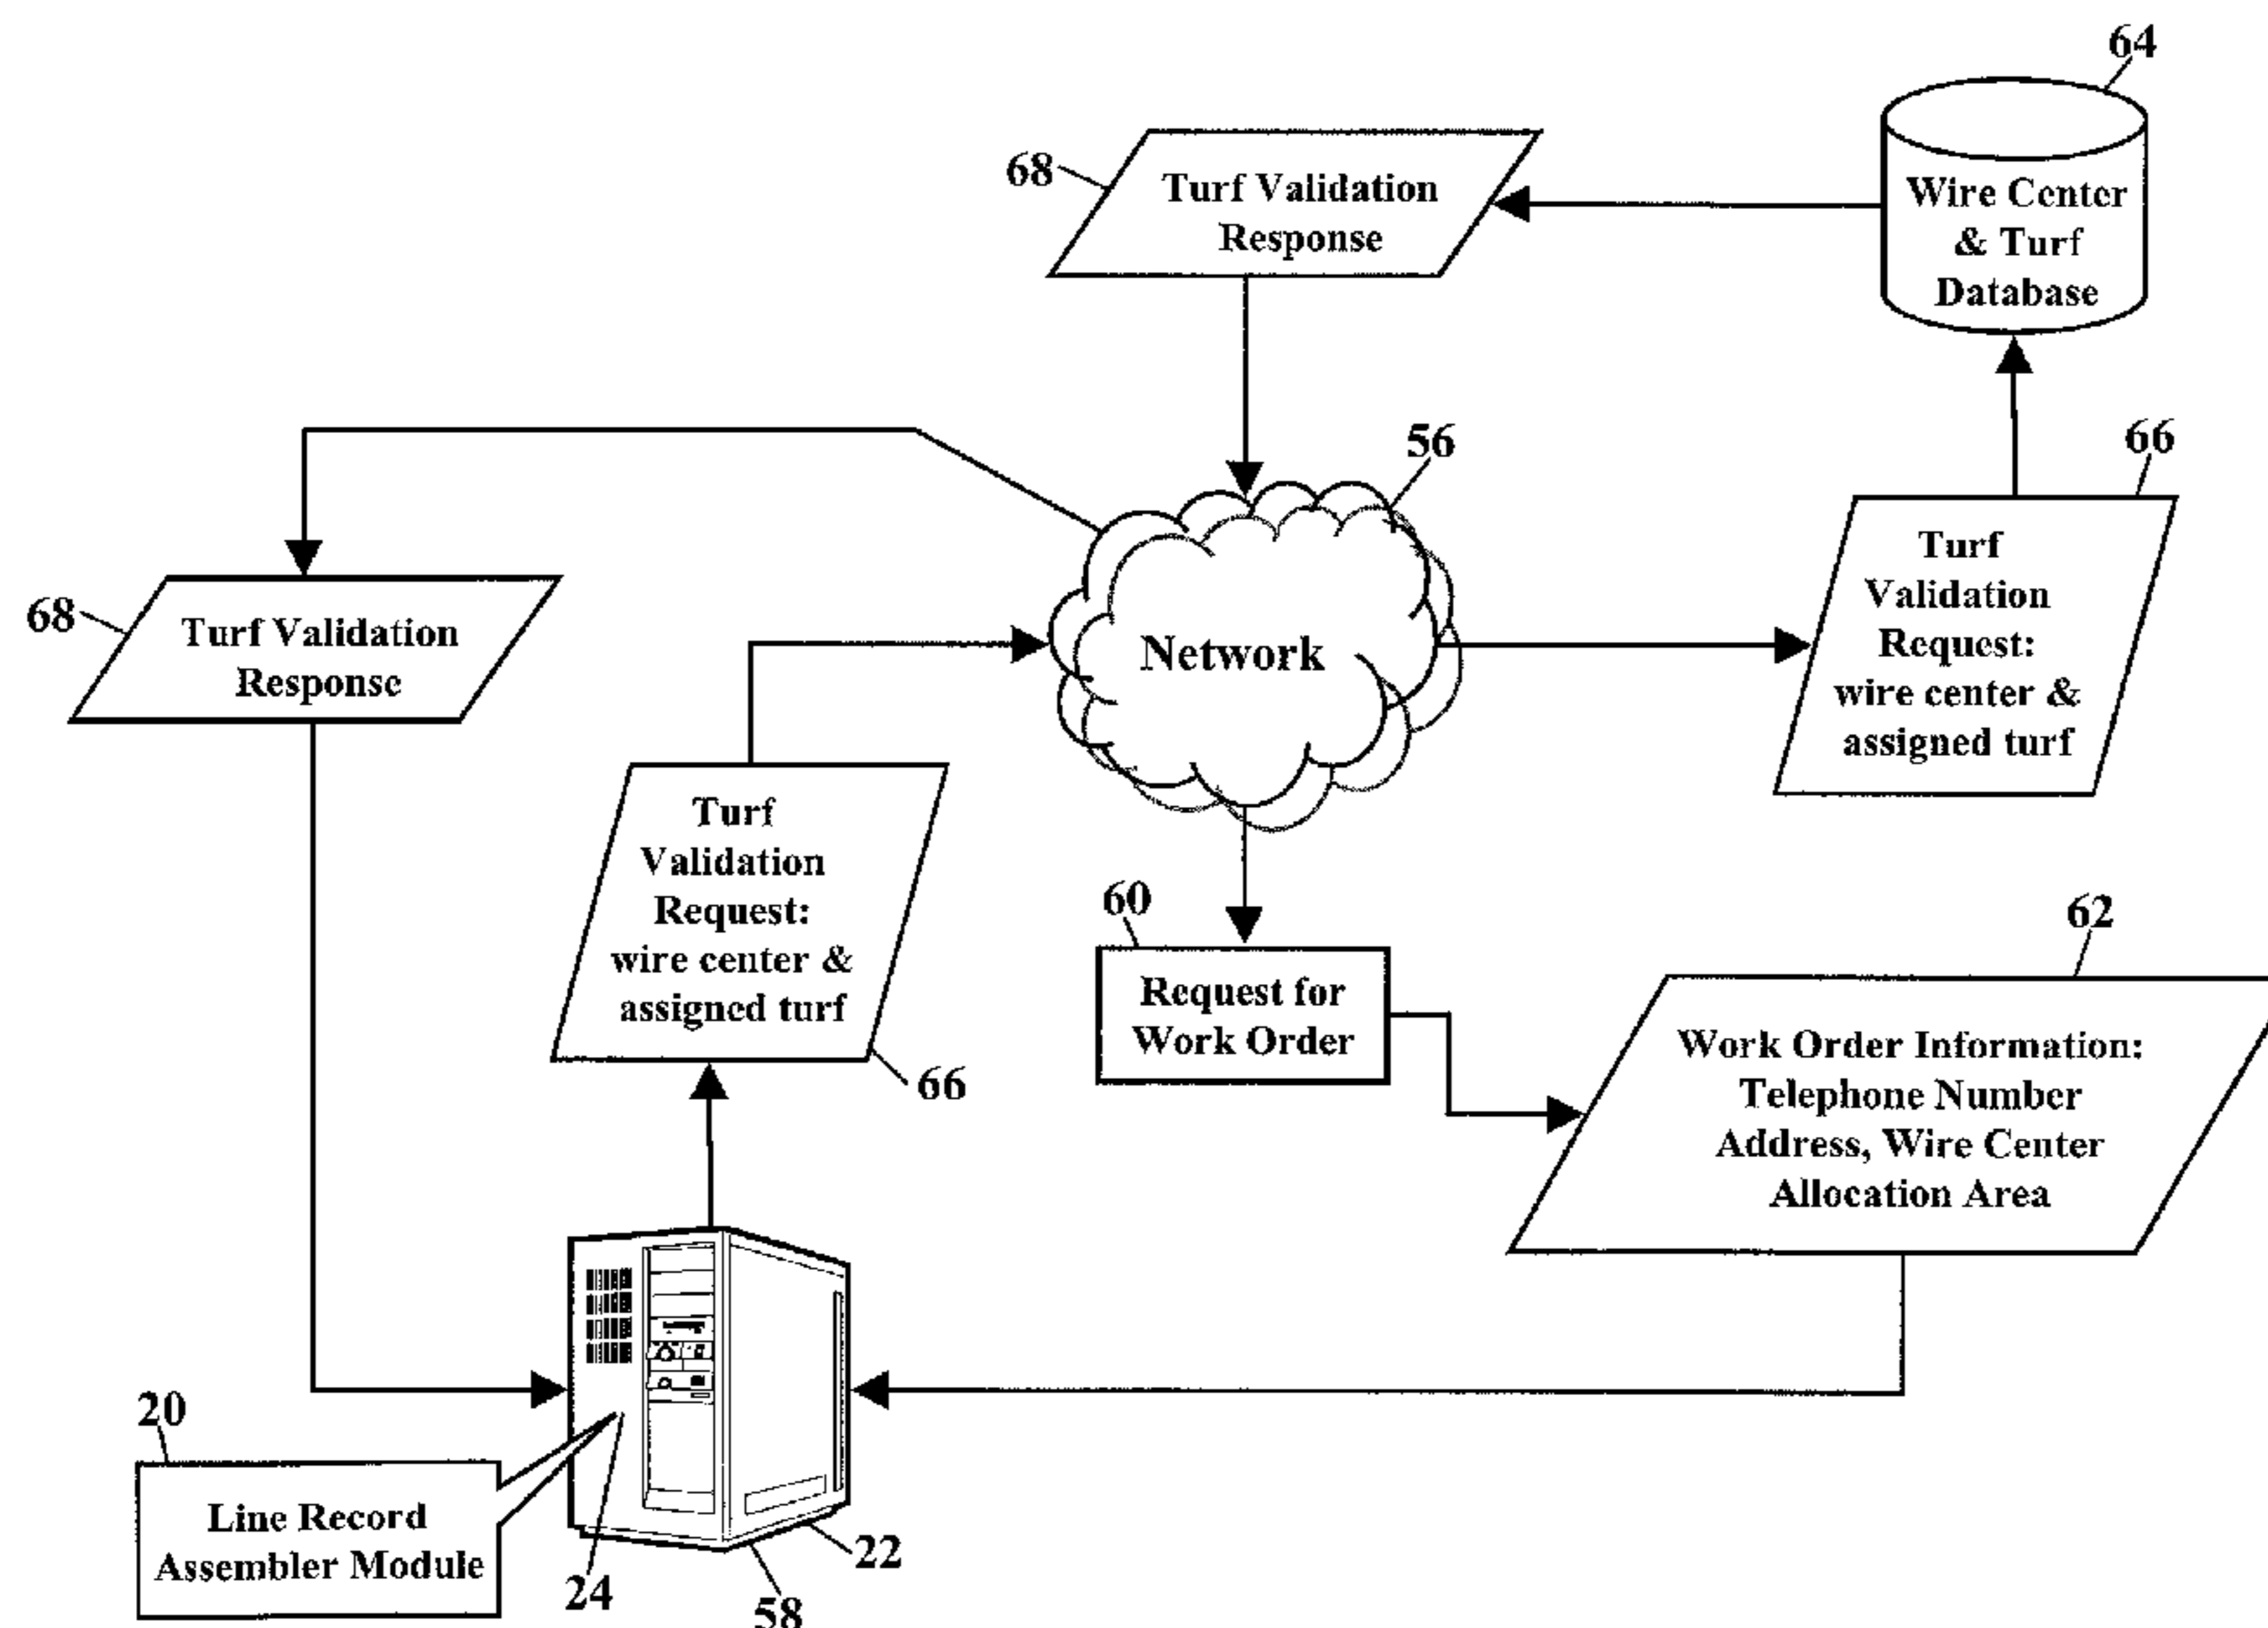 64
68
Turf Validation
Response
Wire Center
& Turf
Database
56
66
68
Turf Validation
Response
Network
Turf
Validation
Request:
wire center &
assigned turf
Turf
Validation
Request:
wire center &
assigned turf
66
60
Request for
Work Order
62
Work Order Information:
Telephone Number
Address, Wire Center
Allocation Area
20
Line Record
Assembler Module
24
22
58